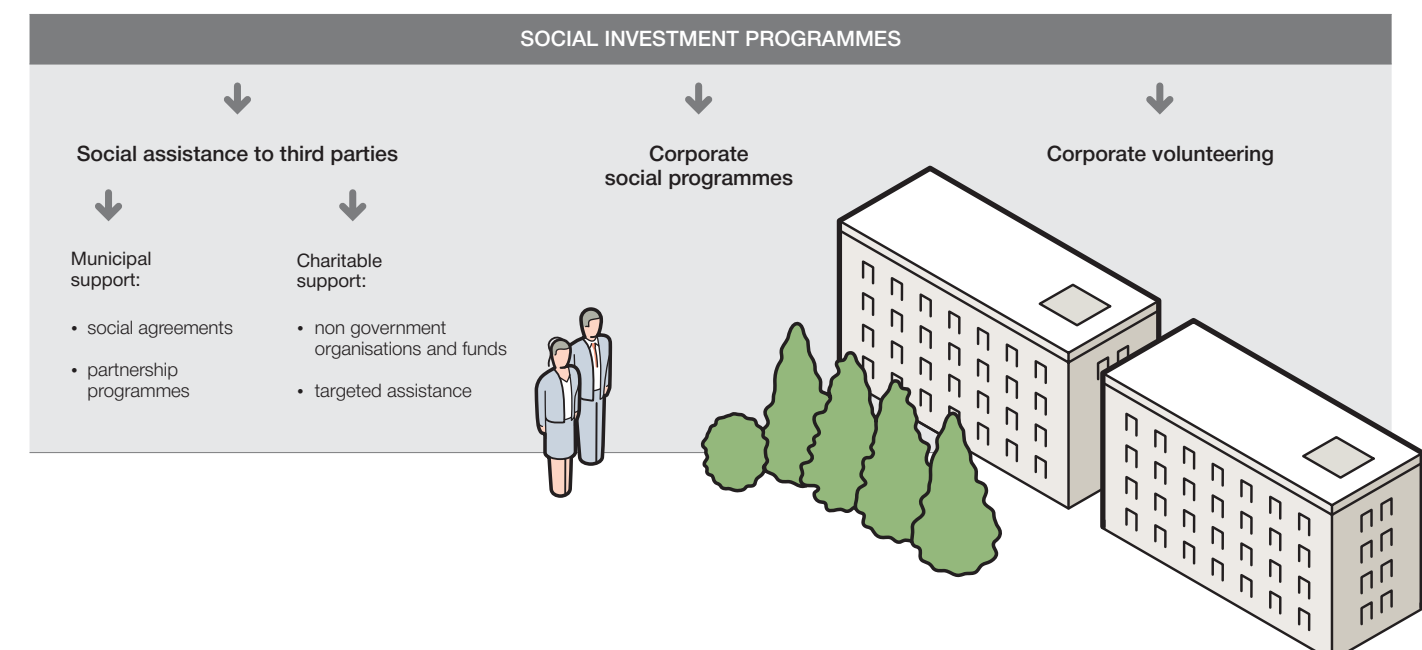 SOCIAL INVESTMENT PROGRAMMES
Social assistance to third parties
Corporate
social programmes
Corporate volunteering
Municipal
support:
• social agreements
• partnership
programmes
Charitable
support:
• non government
organisations and funds
• targeted assistance